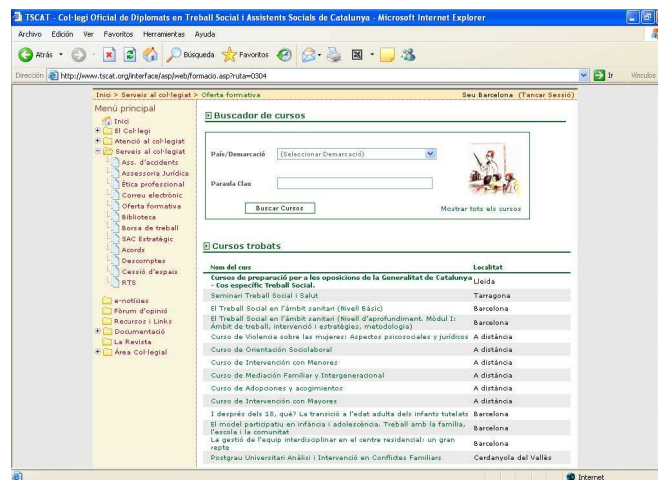 TSCAT - Col·legi Oficial de Diplomats en Treball Social i Assistents Socials de Catalunya - Microsoft Internet Explorer
Archivo Edición Ver Favoritos Herramientas Ayuda
Atrás Búsqueda Favoritos
Dirección http://www.tscat.org/interface/asp/web/formacio.asp?ruta=0304 Ir Vínculos
Inici > Serveis al col·legiat > Oferta formativa Seu Barcelona (Tancar Sessió)
Menú principal
Inici
El Col·legi
Atenció al col·legiat
Serveis al col·legiat
Ass. d'accidents
Assessoria Jurídica
Ètica professional
Correu electrònic
Oferta formativa
Biblioteca
Borsa de treball
SAC Estratègic
Acords
Descomptes
Cessió d'espais
RTS
e-notícies
Fòrum d'opinió
Recursos i Links
Documentació
La Revista
Àrea Col·legial
Buscador de cursos
País/Demarcació (Seleccionar Demarcació)
Paraula Clau
Buscar Cursos Mostrar tots els cursos
Cursos trobats
Nom del curs Localitat
Cursos de preparació per a les oposicions de la Generalitat de Catalunya
- Cos específic Treball Social. Lleida
Seminari Treball Social i Salut Tarragona
El Treball Social en l'àmbit sanitari (Nivell Bàsic) Barcelona
El Treball Social en l'àmbit sanitari (Nivell d'aprofundiment. Mòdul I:
Àmbit de treball, intervenció i estratègies, metodologia) Barcelona
Curso de Violencia sobre las mujeres: Aspectos psicosociales y jurídicos A distància
Curso de Orientación Sociolaboral A distància
Curso de Intervención con Menores A distància
Curso de Mediación Familiar y Intergeneracional A distància
Curso de Adopciones y acogimientos A distància
Curso de Intervención con Mayores A distància
I després dels 18, què? La transició a l'edat adulta dels infants tutelats Barcelona
El model participatiu en infància i adolescència. Treball amb la família,
l'escola i la comunitat Barcelona
La gestió de l'equip interdisciplinar en el centre residencial: un gran
repte Barcelona
Postgrau Universitari Anàlisi i Intervenció en Conflictes Familiars Cerdanyola del Vallès
Internet